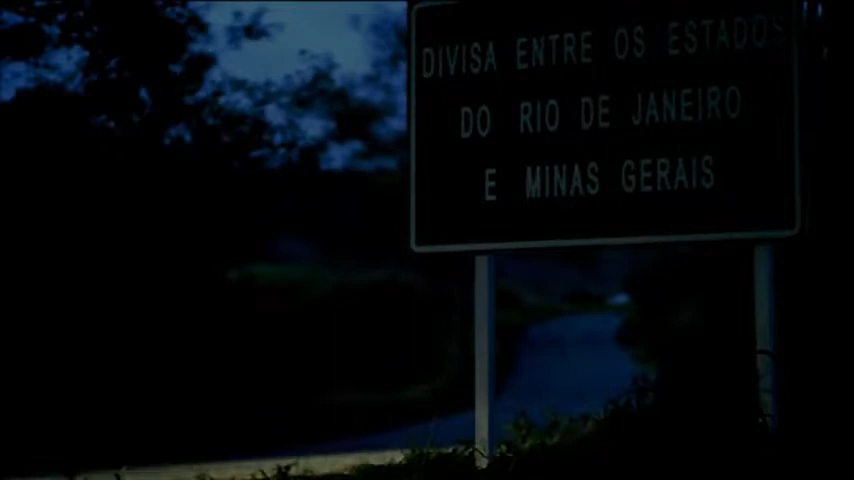 DIVISA ENTRE OS ESTADOS
DO RIO DE JANEIRO
E MINAS GERAIS